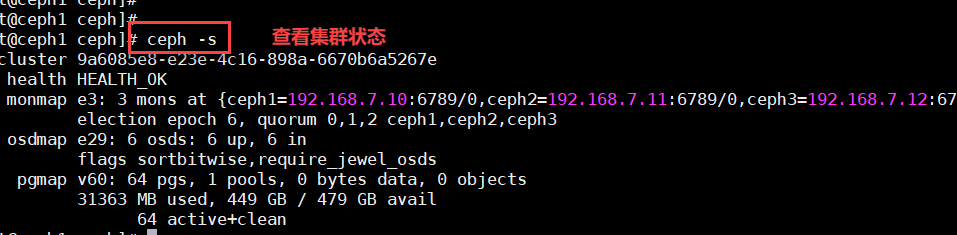 t@ceph1 ceph]#
t@ceph1 ceph]#
t@ceph1 ceph]# ceph -s 查看集群状态
cluster 9a6085e8-e23e-4c16-898a-6670b6a5267e
health HEALTH_OK
monmap e3: 3 mons at {ceph1=192.168.7.10:6789/0,ceph2=192.168.7.11:6789/0,ceph3=192.168.7.12:67
election epoch 6, quorum 0,1,2 ceph1,ceph2,ceph3
osdmap e29: 6 osds: 6 up, 6 in
flags sortbitwise,require_jewel_osds
pgmap v60: 64 pgs, 1 pools, 0 bytes data, 0 objects
31363 MB used, 449 GB / 479 GB avail
64 active+clean
t@ceph1 ceph]#